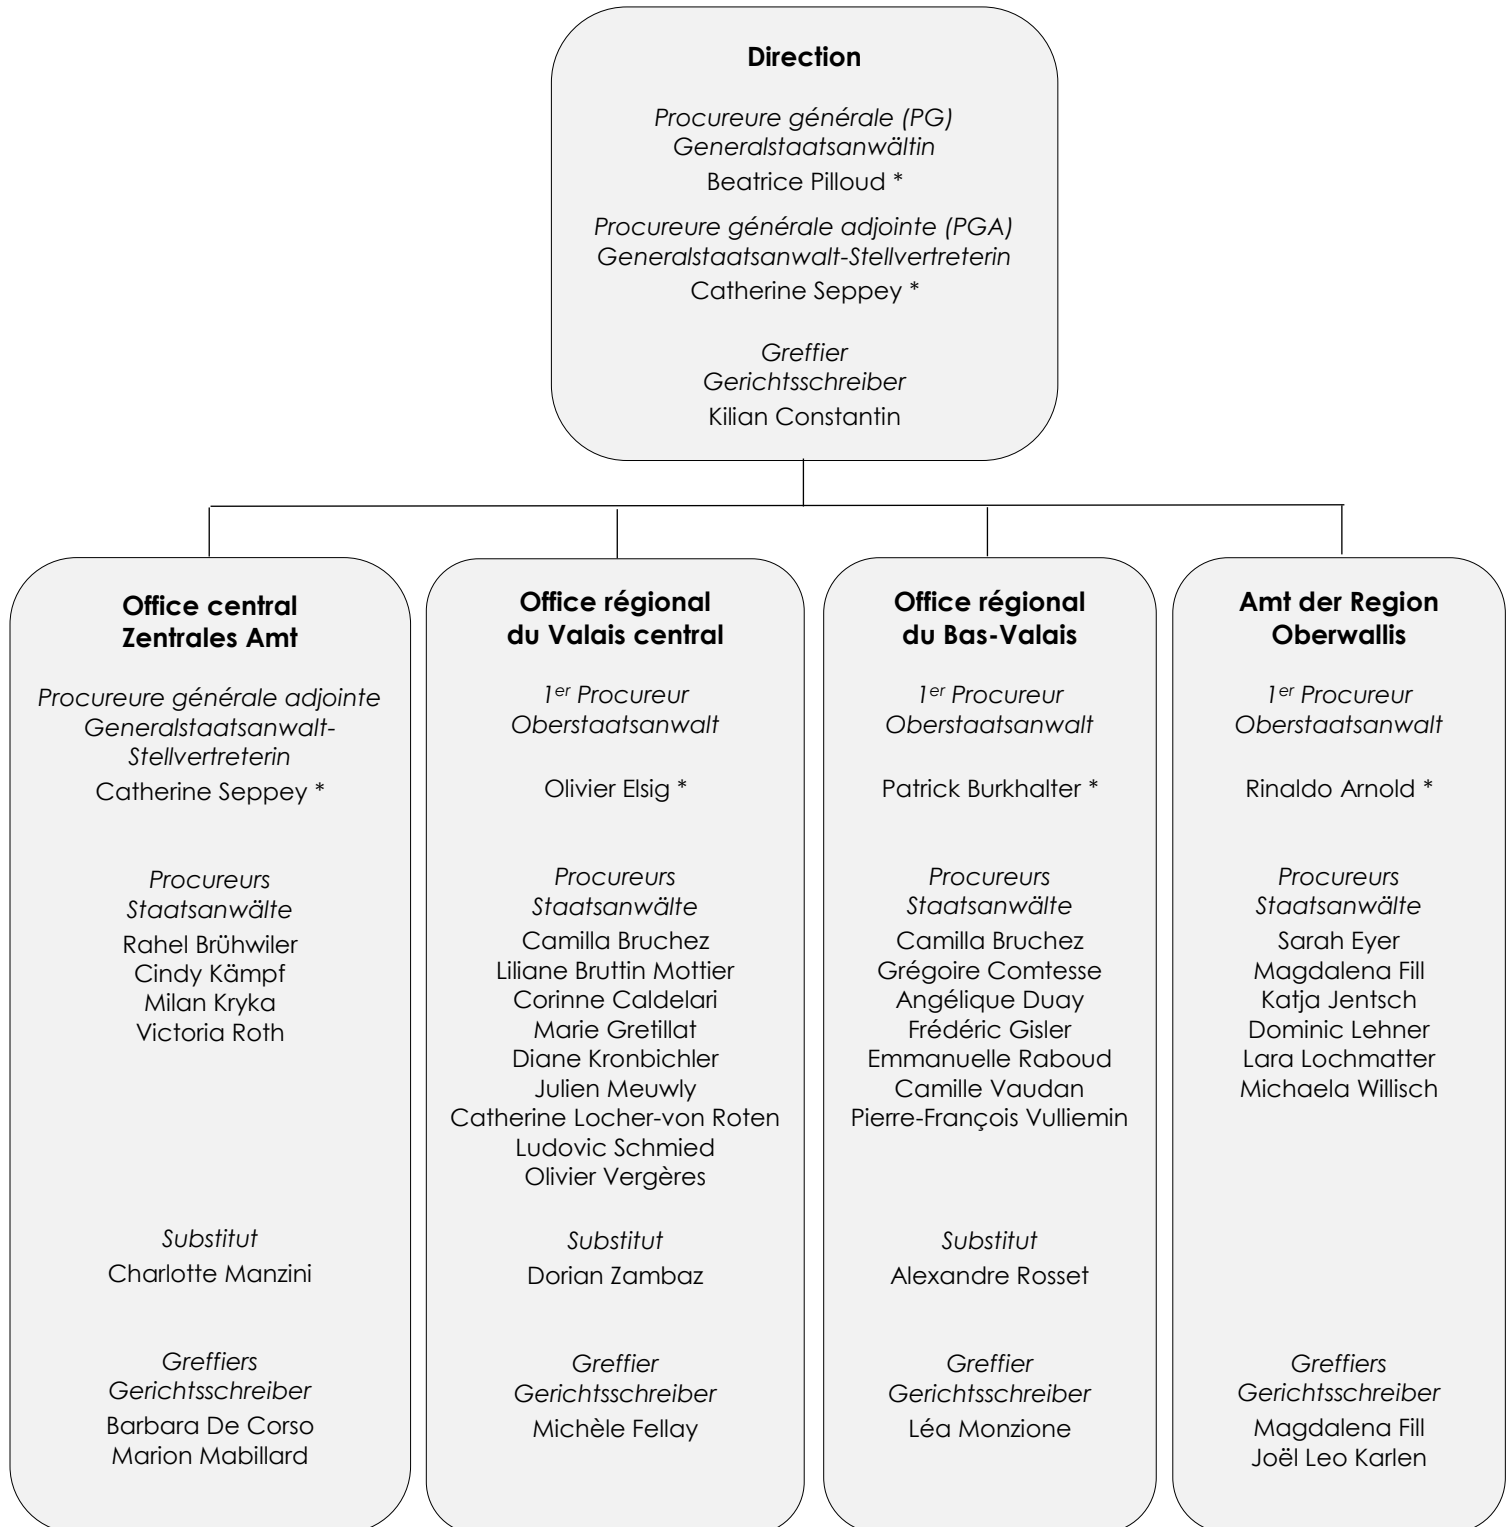 Direction
Procureure générale (PG)
Generalstaatsanwältin
Beatrice Pilloud *
Procureure générale adjointe (PGA)
Generalstaatsanwalt-Stellvertreterin
Catherine Seppey *
Greffier
Gerichtsschreiber
Kilian Constantin
Office central
Zentrales Amt
Procureure générale adjointe
Generalstaatsanwalt-
Stellvertreterin
Catherine Seppey *
Procureurs
Staatsanwälte
Rahel Brühwiler
Cindy Kämpf
Milan Kryka
Victoria Roth
Substitut
Charlotte Manzini
Greffiers
Gerichtsschreiber
Barbara De Corso
Marion Mabillard
Office régional
du Valais central
1er Procureur
Oberstaatsanwalt
Olivier Elsig *
Procureurs
Staatsanwälte
Camilla Bruchez
Liliane Bruttin Mottier
Corinne Caldelari
Marie Gretillat
Diane Kronbichler
Julien Meuwly
Catherine Locher-von Roten
Ludovic Schmied
Olivier Vergères
Substitut
Dorian Zambaz
Greffier
Gerichtsschreiber
Michèle Fellay
Office régional
du Bas-Valais
1er Procureur
Oberstaatsanwalt
Patrick Burkhalter *
Procureurs
Staatsanwälte
Camilla Bruchez
Grégoire Comtesse
Angélique Duay
Frédéric Gisler
Emmanuelle Raboud
Camille Vaudan
Pierre-François Vulliemin
Substitut
Alexandre Rosset
Greffier
Gerichtsschreiber
Léa Monzione
Amt der Region
Oberwallis
1er Procureur
Oberstaatsanwalt
Rinaldo Arnold *
Procureurs
Staatsanwälte
Sarah Eyer
Magdalena Fill
Katja Jentsch
Dominic Lehner
Lara Lochmatter
Michaela Willisch
Greffiers
Gerichtsschreiber
Magdalena Fill
Joël Leo Karlen